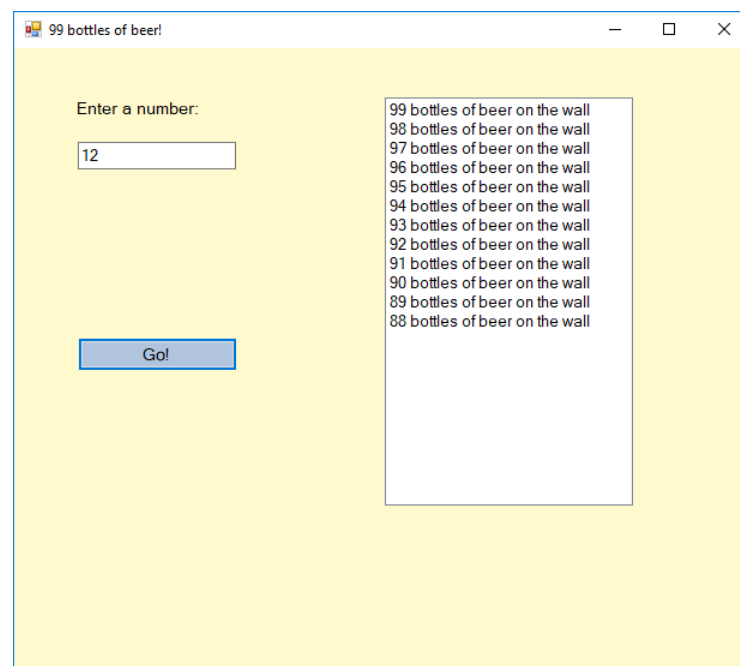 99 bottles of beer!
Enter a number:
12
Go!
99 bottles of beer on the wall
98 bottles of beer on the wall
97 bottles of beer on the wall
96 bottles of beer on the wall
95 bottles of beer on the wall
94 bottles of beer on the wall
93 bottles of beer on the wall
92 bottles of beer on the wall
91 bottles of beer on the wall
90 bottles of beer on the wall
89 bottles of beer on the wall
88 bottles of beer on the wall